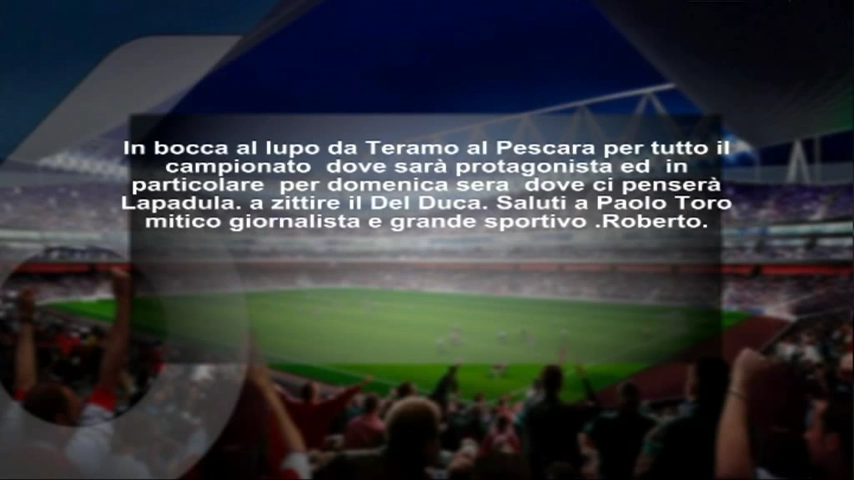 In bocca al lupo da Teramo al Pescara per tutto il
campionato  dove sarà protagonista ed  in
particolare  per domenica sera  dove ci penserà
Lapadula. a zittire il Del Duca. Saluti a Paolo Toro
mitico giornalista e grande sportivo .Roberto.